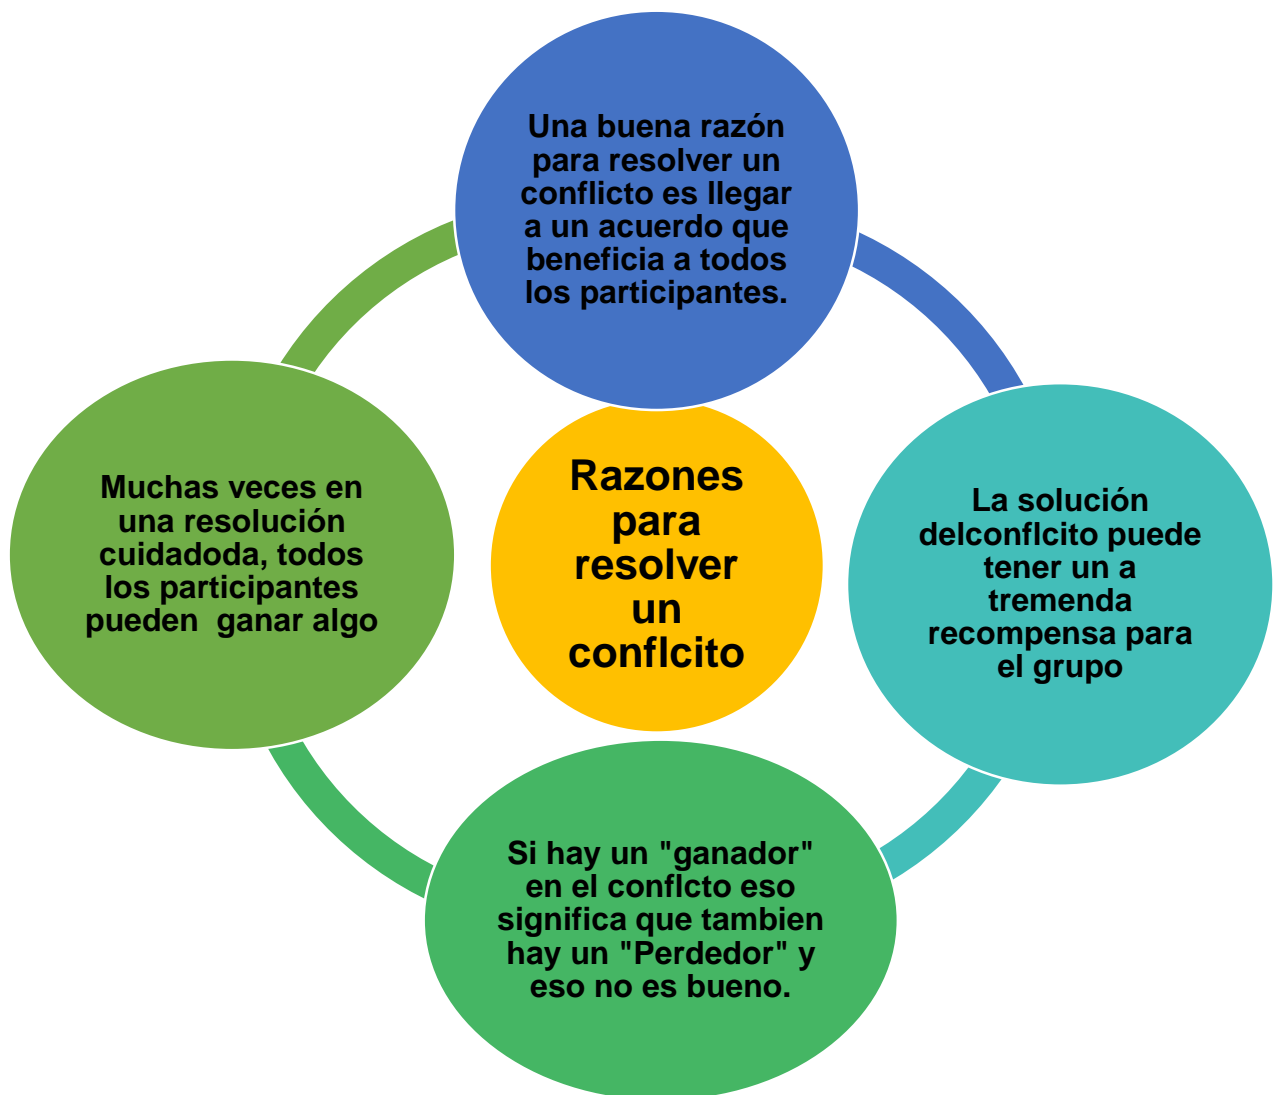 Una buena razón
para resolver un
conflicto es llegar
a un acuerdo que
beneficia a todos
los participantes.
Muchas veces en
una resolución
cuidadoda, todos
los participantes
pueden  ganar algo
Razones
para
resolver
un
conflcito
La solución
delconflcito puede
tener un a
tremenda
recompensa para
el grupo
Si hay un "ganador"
en el conflcto eso
significa que tambien
hay un "Perdedor" y
eso no es bueno.